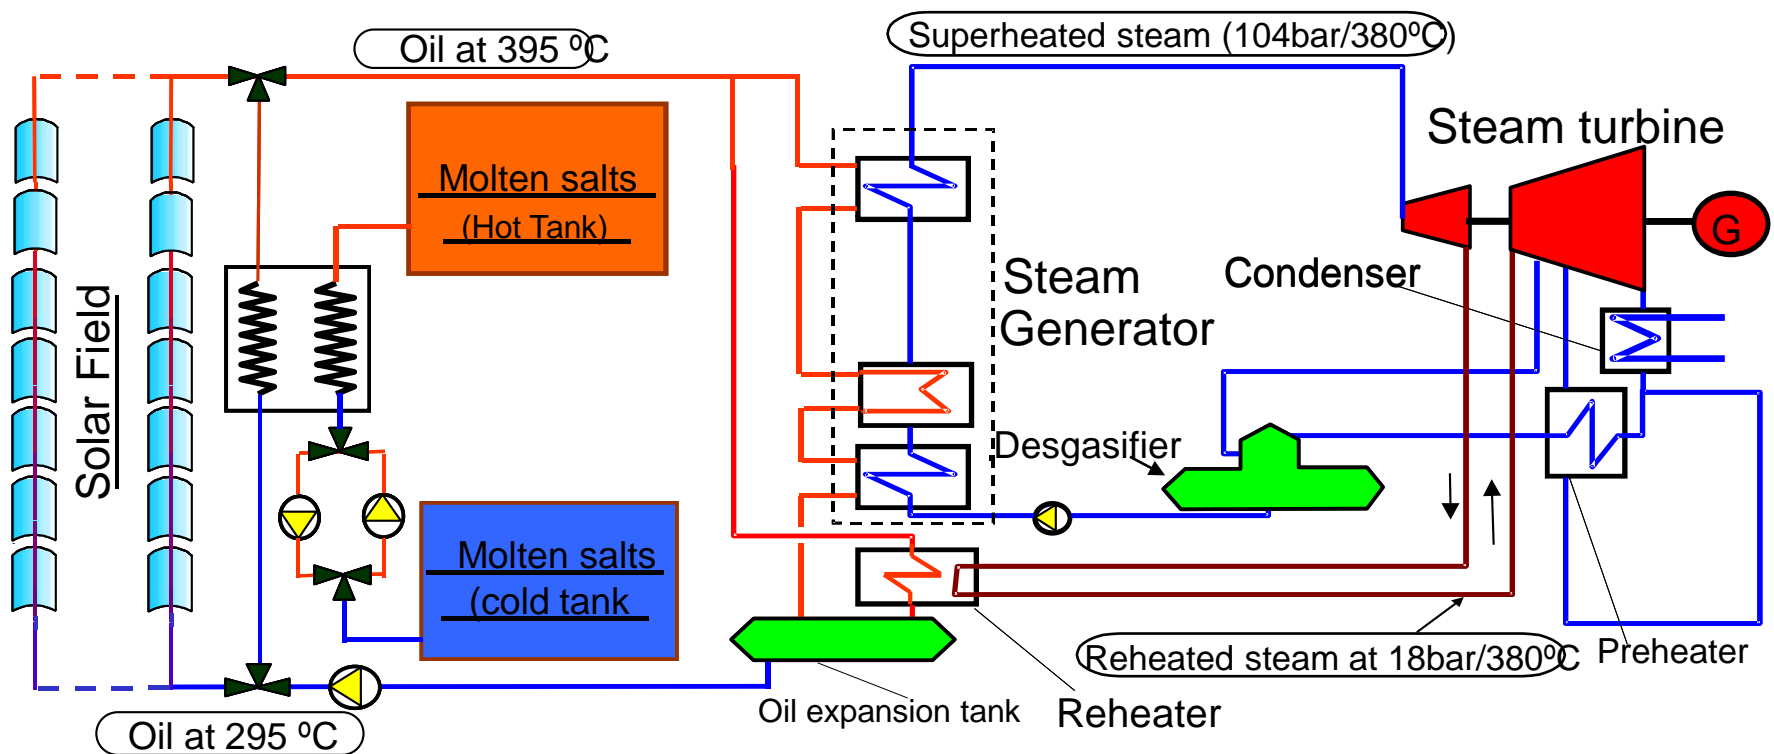 Oil at 395 ºC
Superheated steam (104bar/380ºC)
Steam turbine
Molten salts
(Hot Tank)
G
Condenser
Steam
Generator
Solar Field
Desgasifier
Molten salts
(cold tank
Reheated steam at 18bar/380ºC
Preheater
Oil expansion tank
Reheater
Oil at 295 ºC